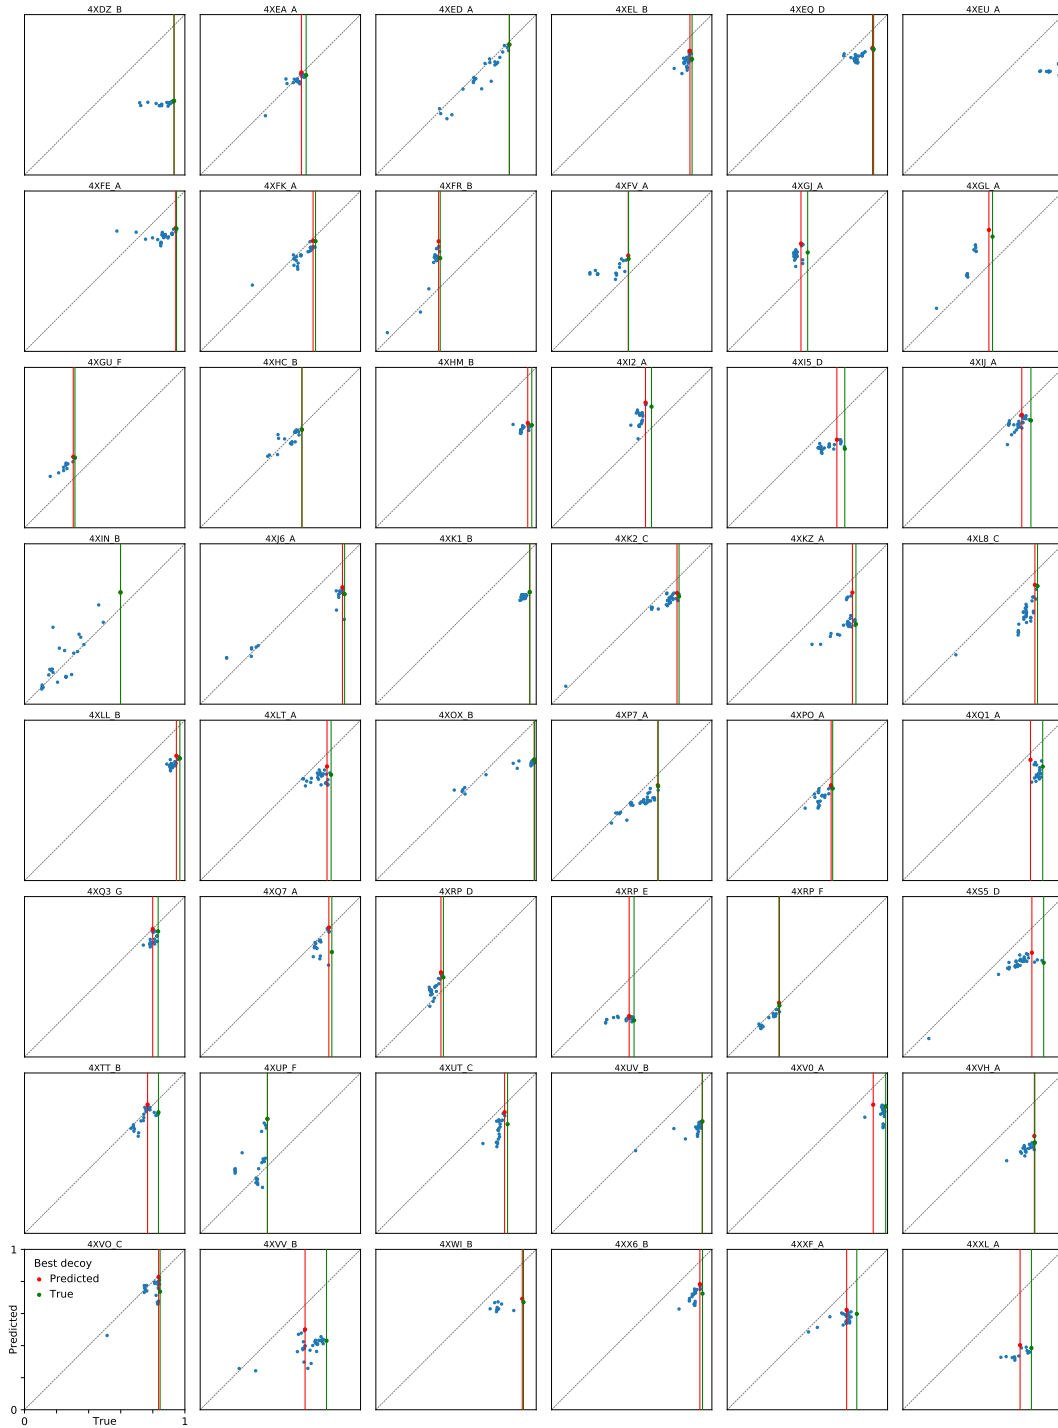 4XDZ_B 4XEA_A 4XED_A 4XEL_B 4XEQ_D 4XEU_A
4XFE_A 4XFK_A 4XFR_B 4XFV_A 4XGJ_A 4XGL_A
4XGU_F 4XHC_B 4XHM_B 4XI2_A 4XI5_D 4XIJ_A
4XIN_B 4XJ6_A 4XK1_B 4XK2_C 4XKZ_A 4XL8_C
4XLL_B 4XLT_A 4XOX_B 4XP7_A 4XPO_A 4XQ1_A
4XQ3_G 4XQ7_A 4XRP_D 4XRP_E 4XRP_F 4XS5_D
4XTT_B 4XUP_F 4XUT_C 4XUV_B 4XV0_A 4XVH_A
4XVO_C 4XVV_B 4XWI_B 4XX6_B 4XXF_A 4XXL_A
1
Best decoy
Predicted
True
Predicted
0
0 True 1